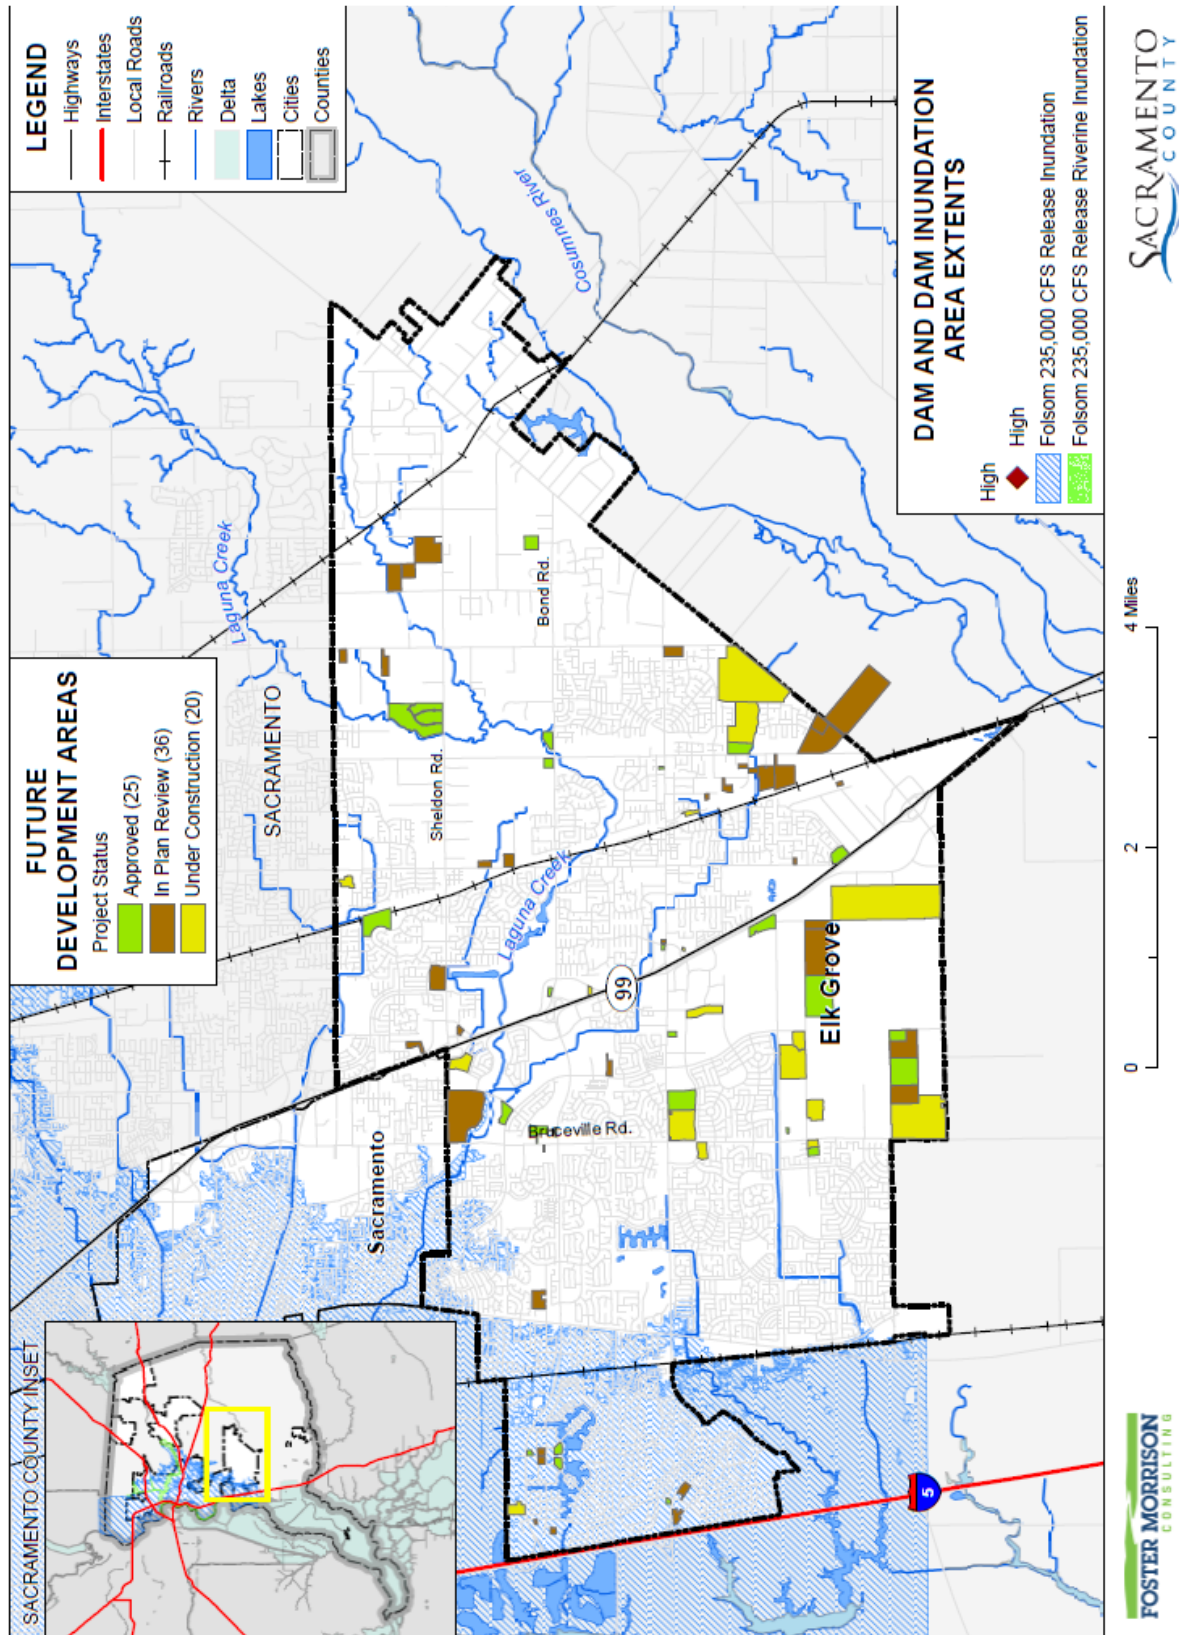 SACRAMENTO COUNTY INSET
FUTURE
DEVELOPMENT AREAS
Project Status
Approved (25)
In Plan Review (36)
Under Construction (20)
LEGEND
Highways
Interstates
Local Roads
Railroads
Rivers
Delta
Lakes
Cities
Counties
SACRAMENTO
Laguna Creek
Sacramento
Sheldon Rd.
Laguna Creek
Bond Rd.
Bruceville Rd.
Cosumnes River
99
Elk Grove
5
DAM AND DAM INUNDATION
AREA EXTENTS
High
High
Folsom 235,000 CFS Release Inundation
Folsom 235,000 CFS Release Riverine Inundation
0
2
4 Miles
FOSTER MORRISON
CONSULTING
SACRAMENTO
COUNTY